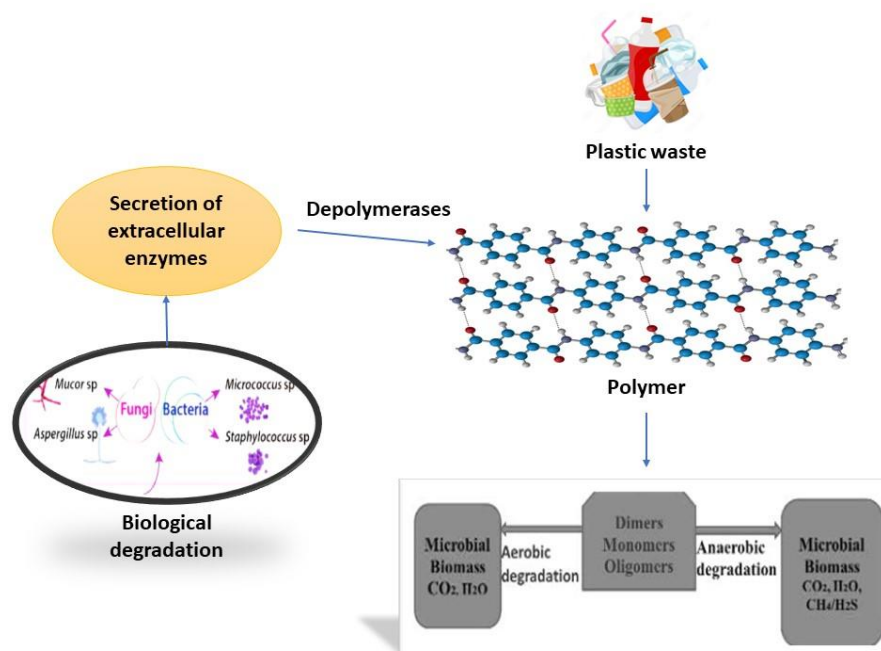 Plastic waste
Secretion of
extracellular
enzymes
Depolymerases
Polymer
Mucor sp
Fungi
Aspergillus sp
Bacteria
Micrococcus sp
Staphylococcus sp
Biological
degradation
Microbial
Biomass
CO₂, H₂O
Aerobic
degradation
Dimers
Monomers
Oligomers
Anaerobic
degradation
Microbial
Biomass
CO₂, H₂O,
CH₄/H₂S